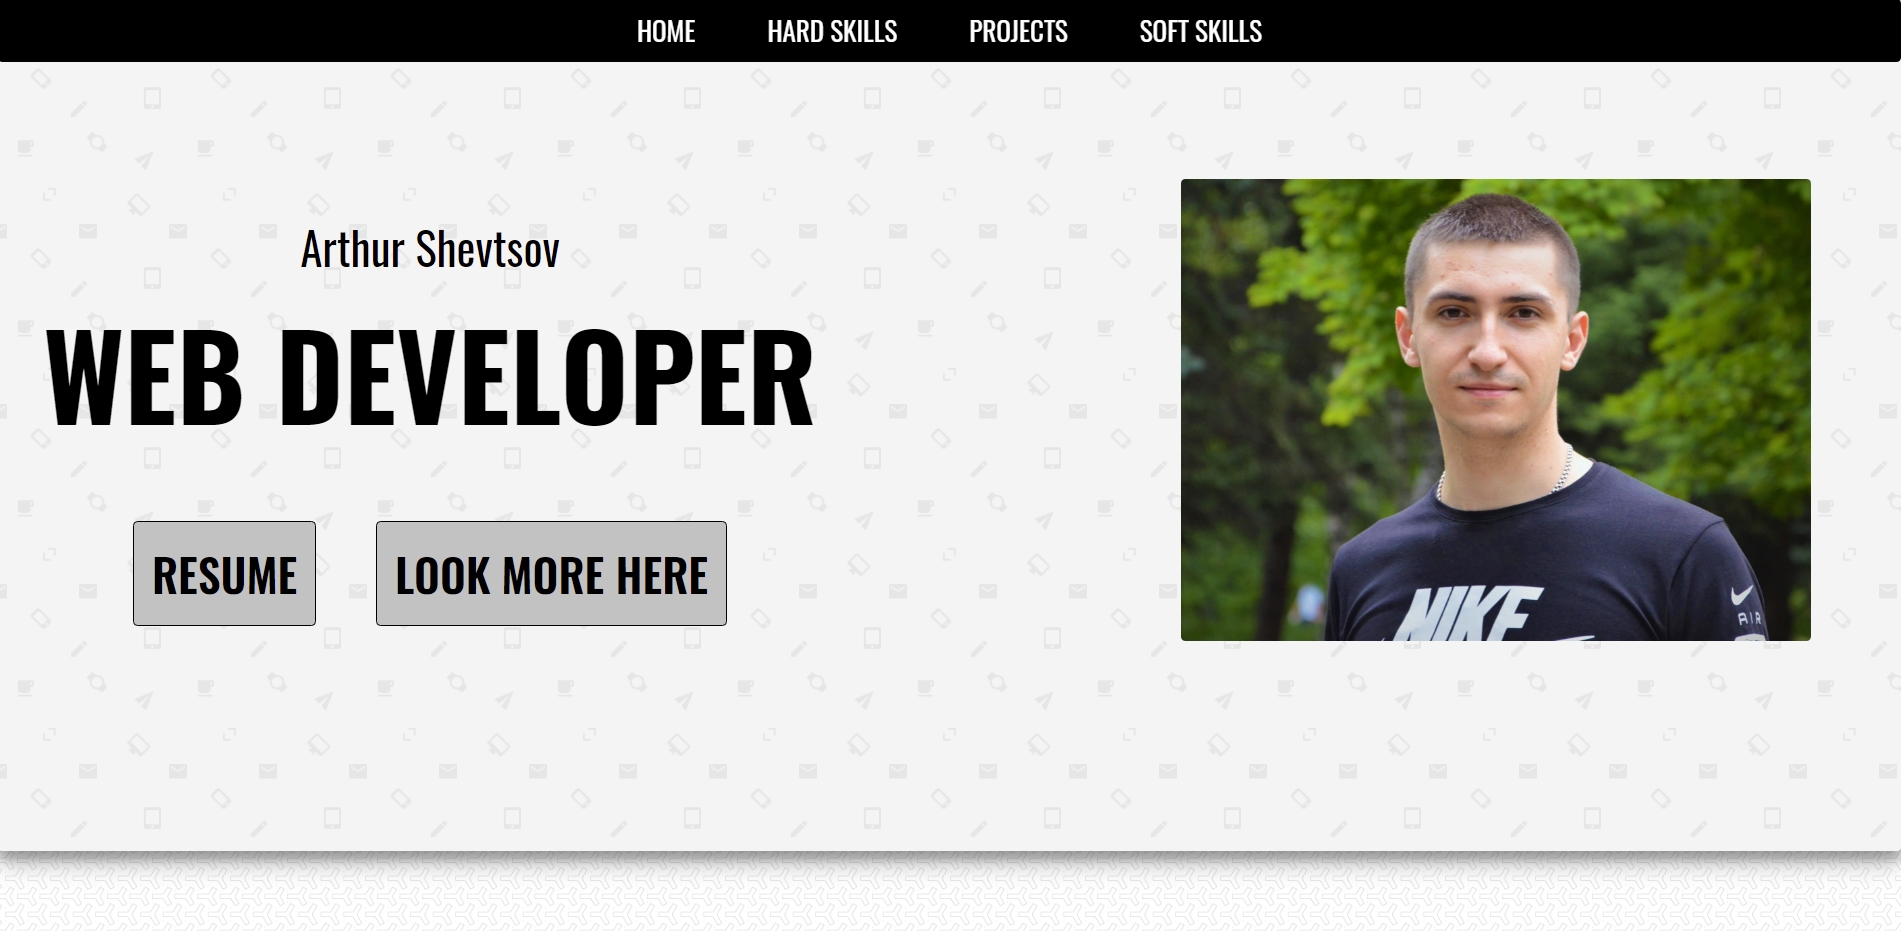 HOME HARD SKILLS PROJECTS SOFT SKILLS
Arthur Shevtsov
WEB DEVELOPER
RESUME LOOK MORE HERE
NIKE
AIR